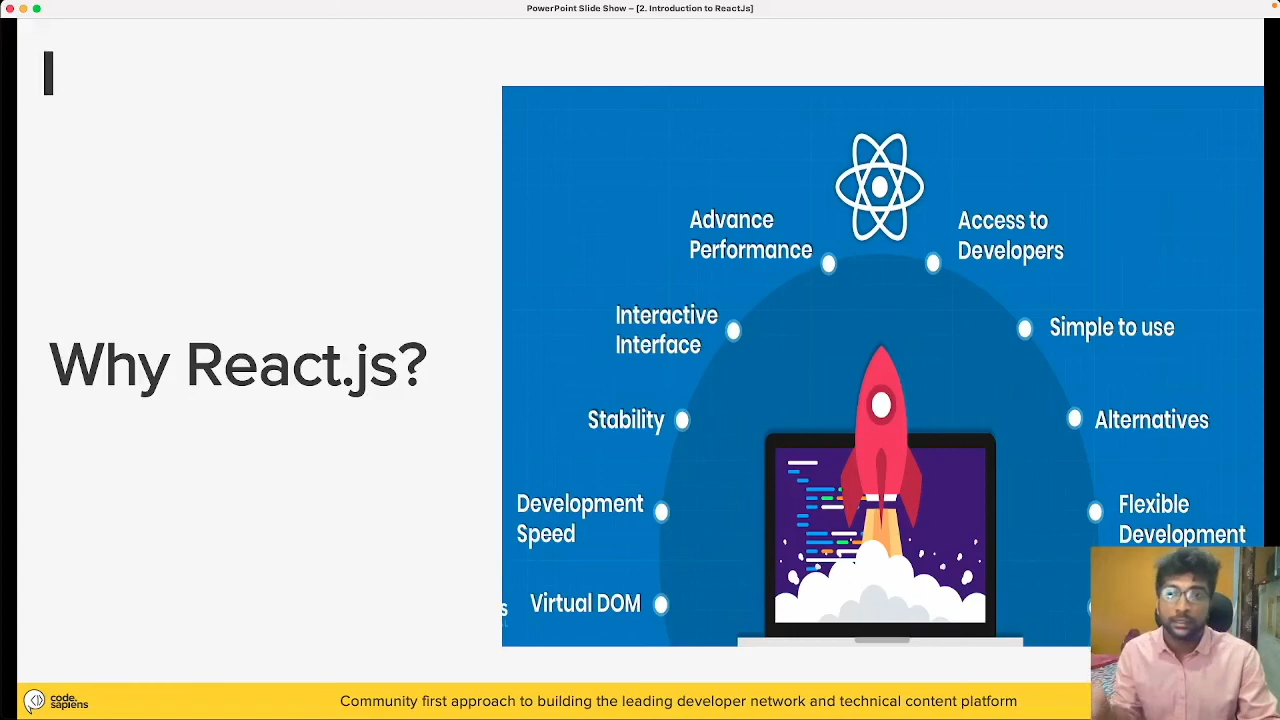 PowerPoint Slide Show – [2. Introduction to ReactJs]
Why React.js?
Advance
Performance
Access to
Developers
Interactive
Interface
Simple to use
Stability
Alternatives
Development
Speed
Flexible
Development
Virtual DOM
code.
sapiens
Community first approach to building the leading developer network and technical content platform